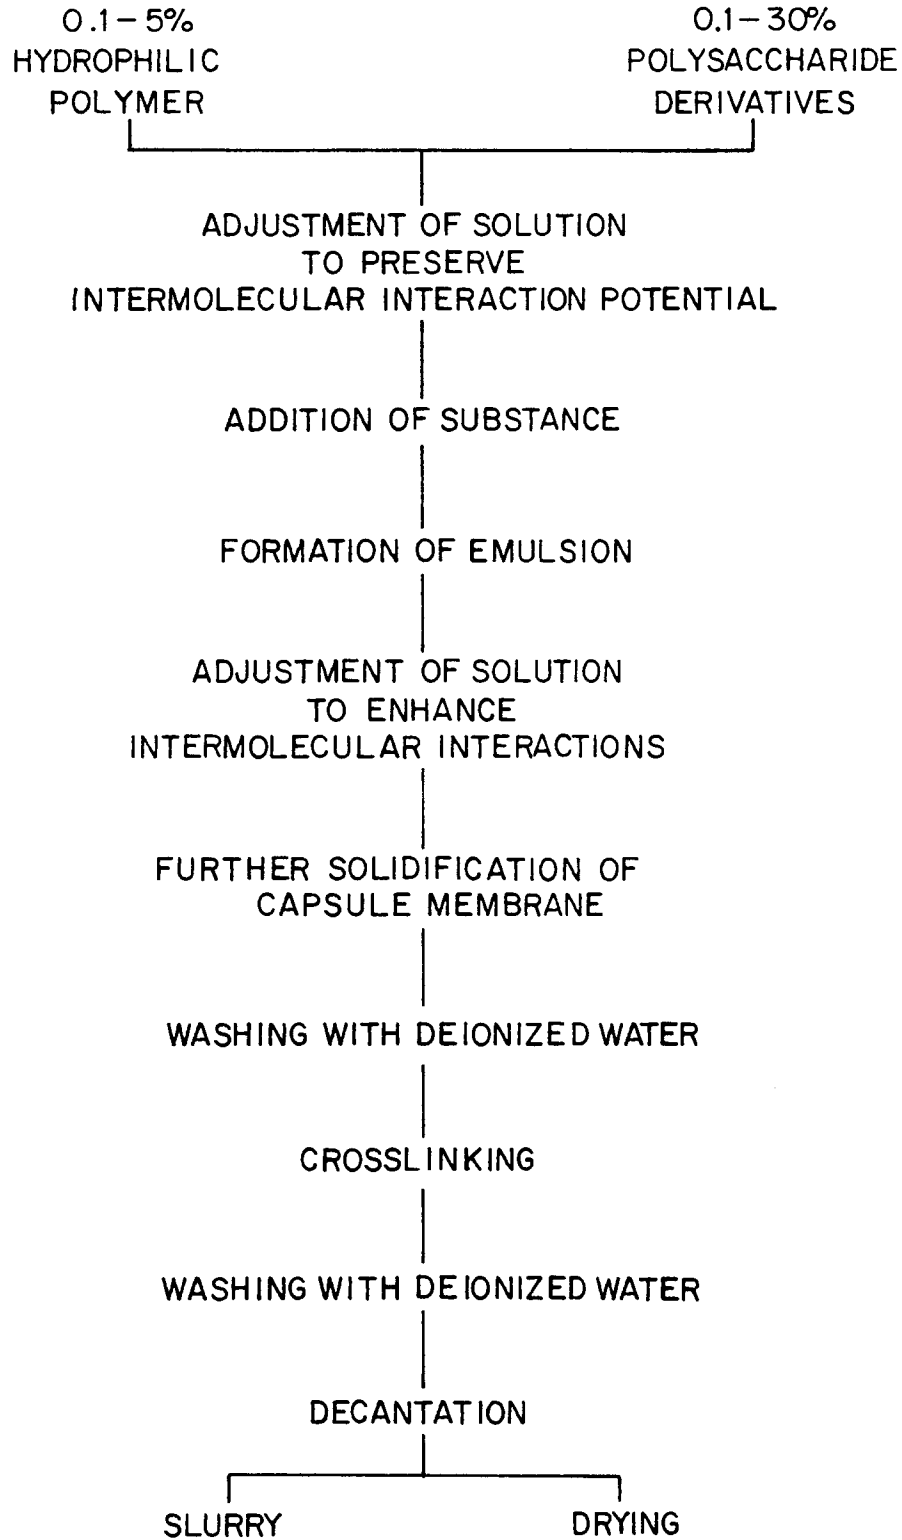 0.1-5%
HYDROPHILIC
POLYMER
0.1-30%
POLYSACCHARIDE
DERIVATIVES
ADJUSTMENT OF SOLUTION
TO PRESERVE
INTERMOLECULAR INTERACTION POTENTIAL
ADDITION OF SUBSTANCE
FORMATION OF EMULSION
ADJUSTMENT OF SOLUTION
TO ENHANCE
INTERMOLECULAR INTERACTIONS
FURTHER SOLIDIFICATION OF
CAPSULE MEMBRANE
WASHING WITH DEIONIZED WATER
CROSSLINKING
WASHING WITH DEIONIZED WATER
DECANTATION
SLURRY
DRYING